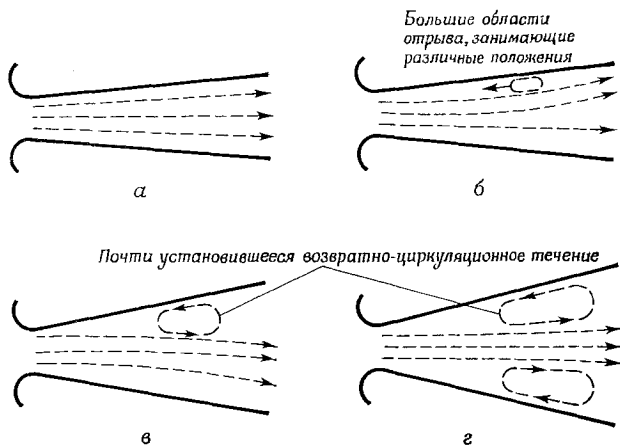 Большие области
отрыва, занимающие
различные положения
а
б
Почти установившееся возвратно-циркуляционное течение
в
г